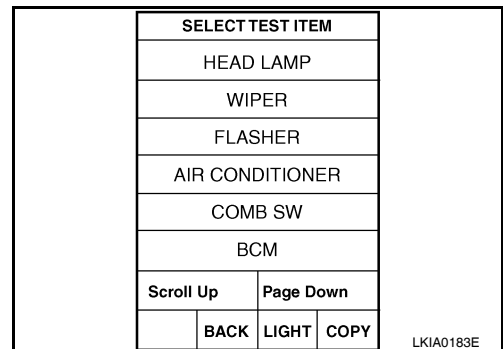 SELECT TEST ITEM
HEAD LAMP
WIPER
FLASHER
AIR CONDITIONER
COMB SW
BCM
Scroll Up Page Down
BACK LIGHT COPY
LKIA0183E